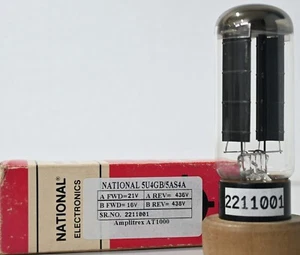 NATIONAL®
ELECTRONICS
NATIONAL 5U4GB/5AS4A
A FWD=21V A REV= 436V
B FWD= 16V B REV= 438V
SR.NO. 2211001
Amplitrex AT1000
2211001